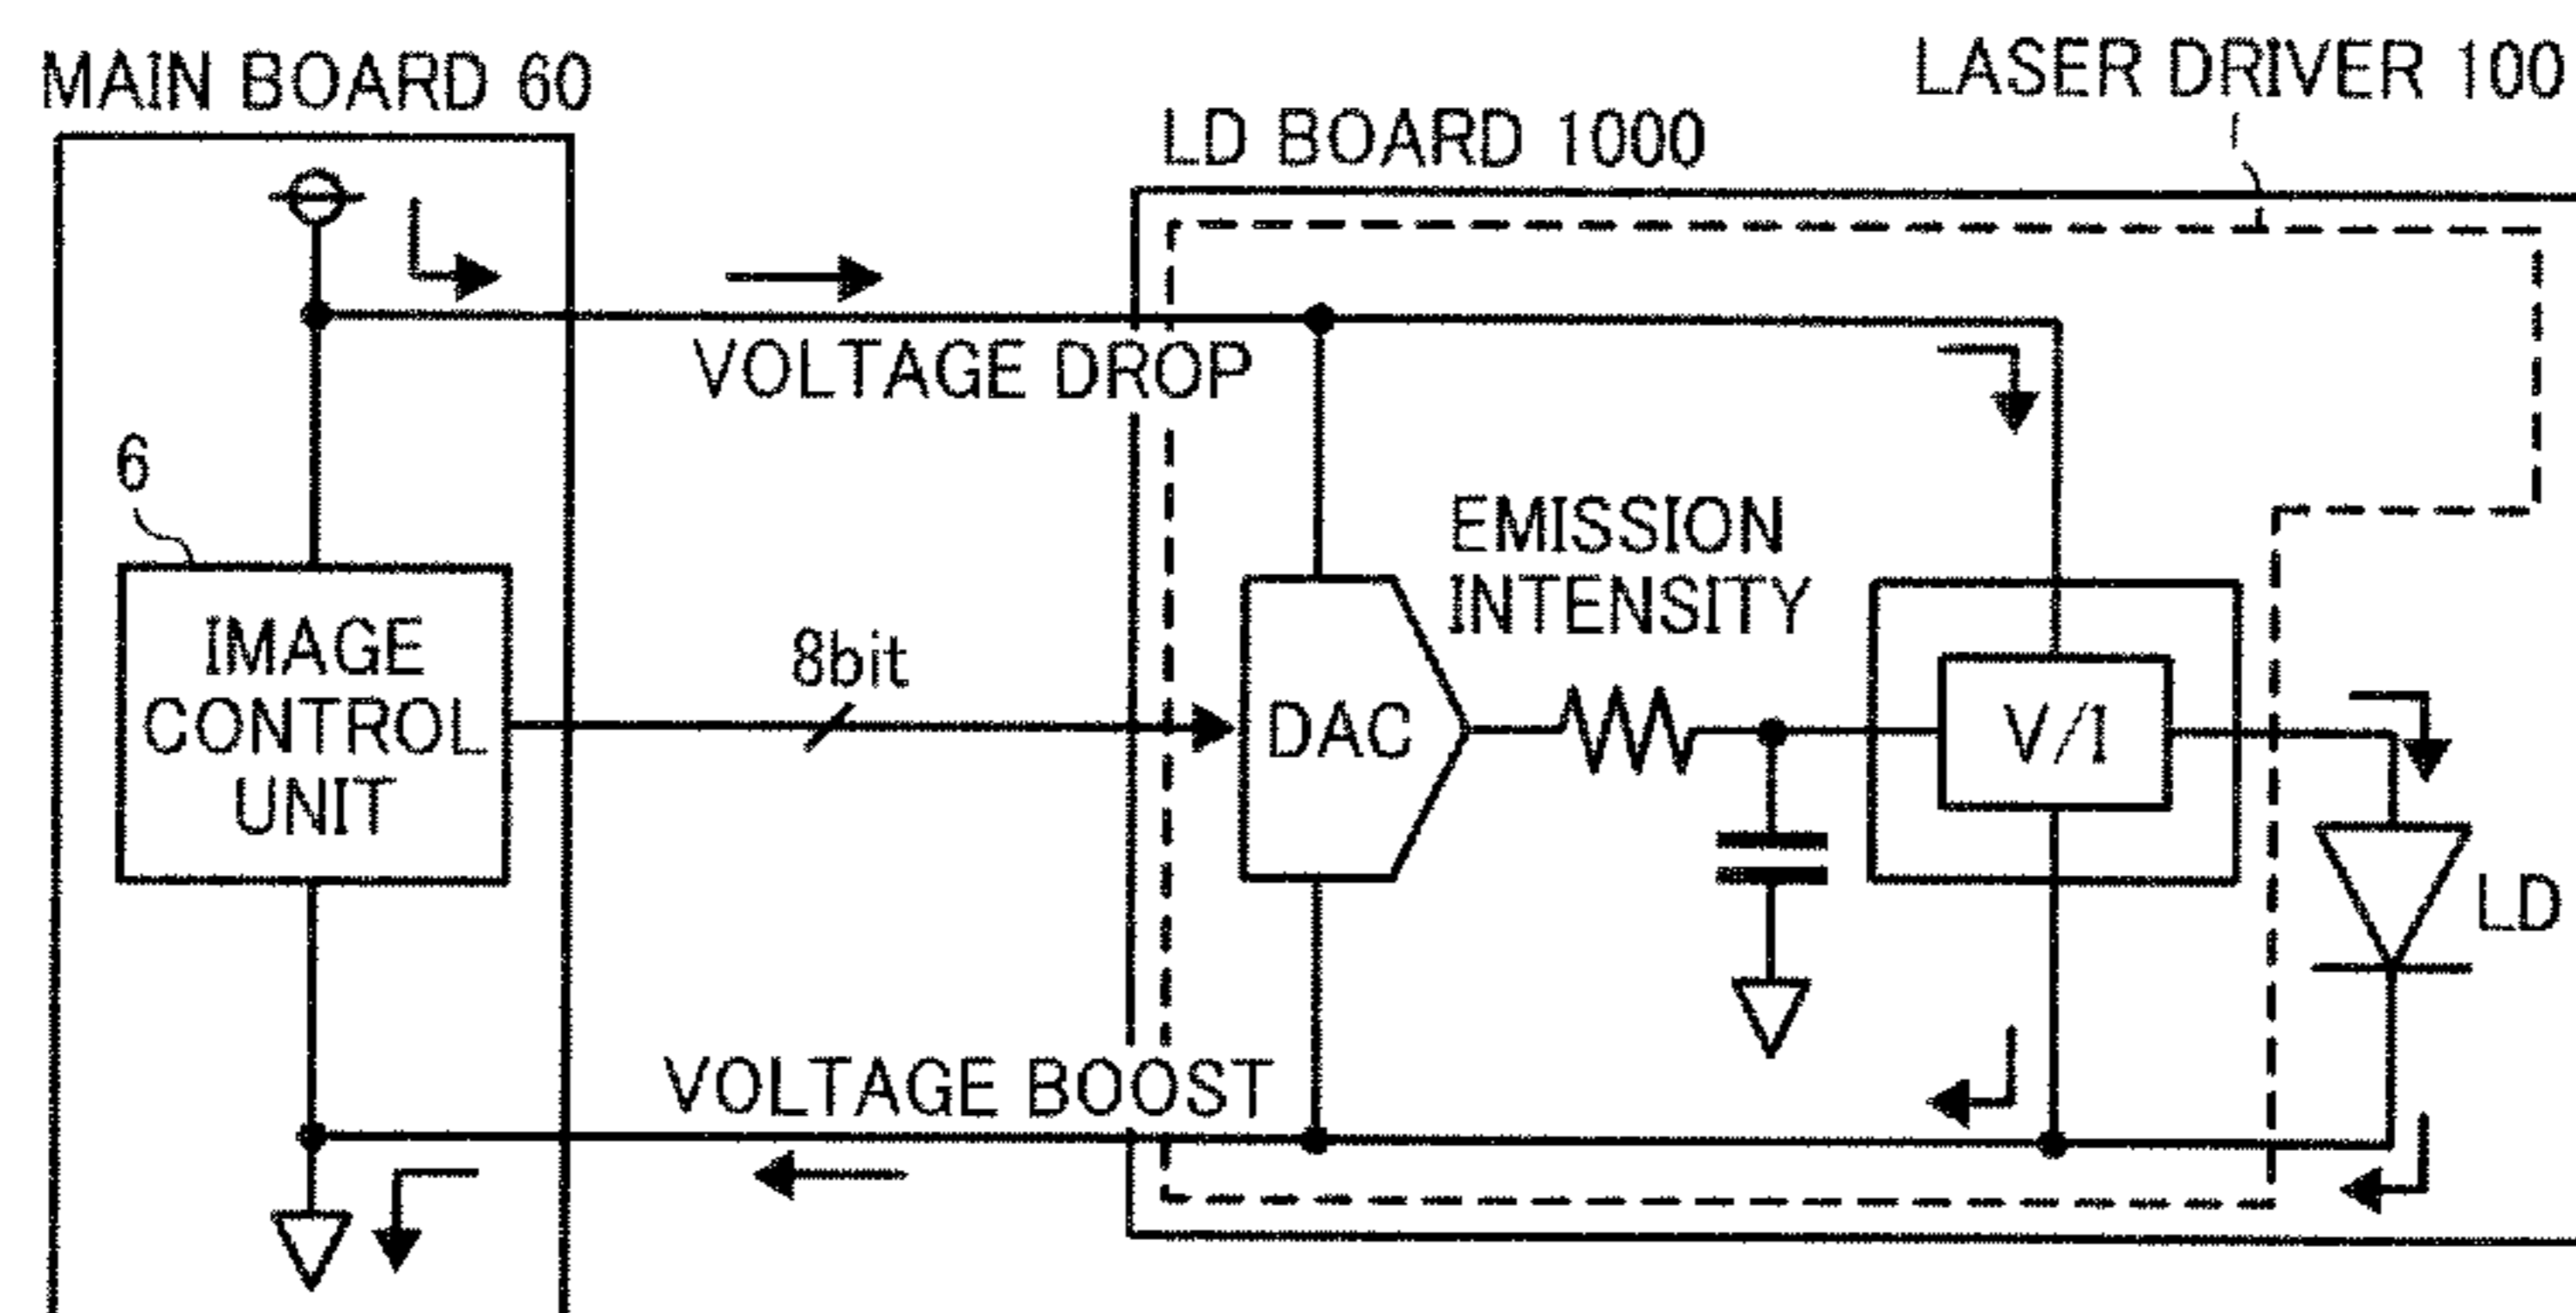 MAIN BOARD 60
LASER DRIVER 100
LD BOARD 1000
VOLTAGE DROP
6
EMISSION
INTENSITY
IMAGE
CONTROL
UNIT
8bit
DAC
V/I
LD
VOLTAGE BOOST